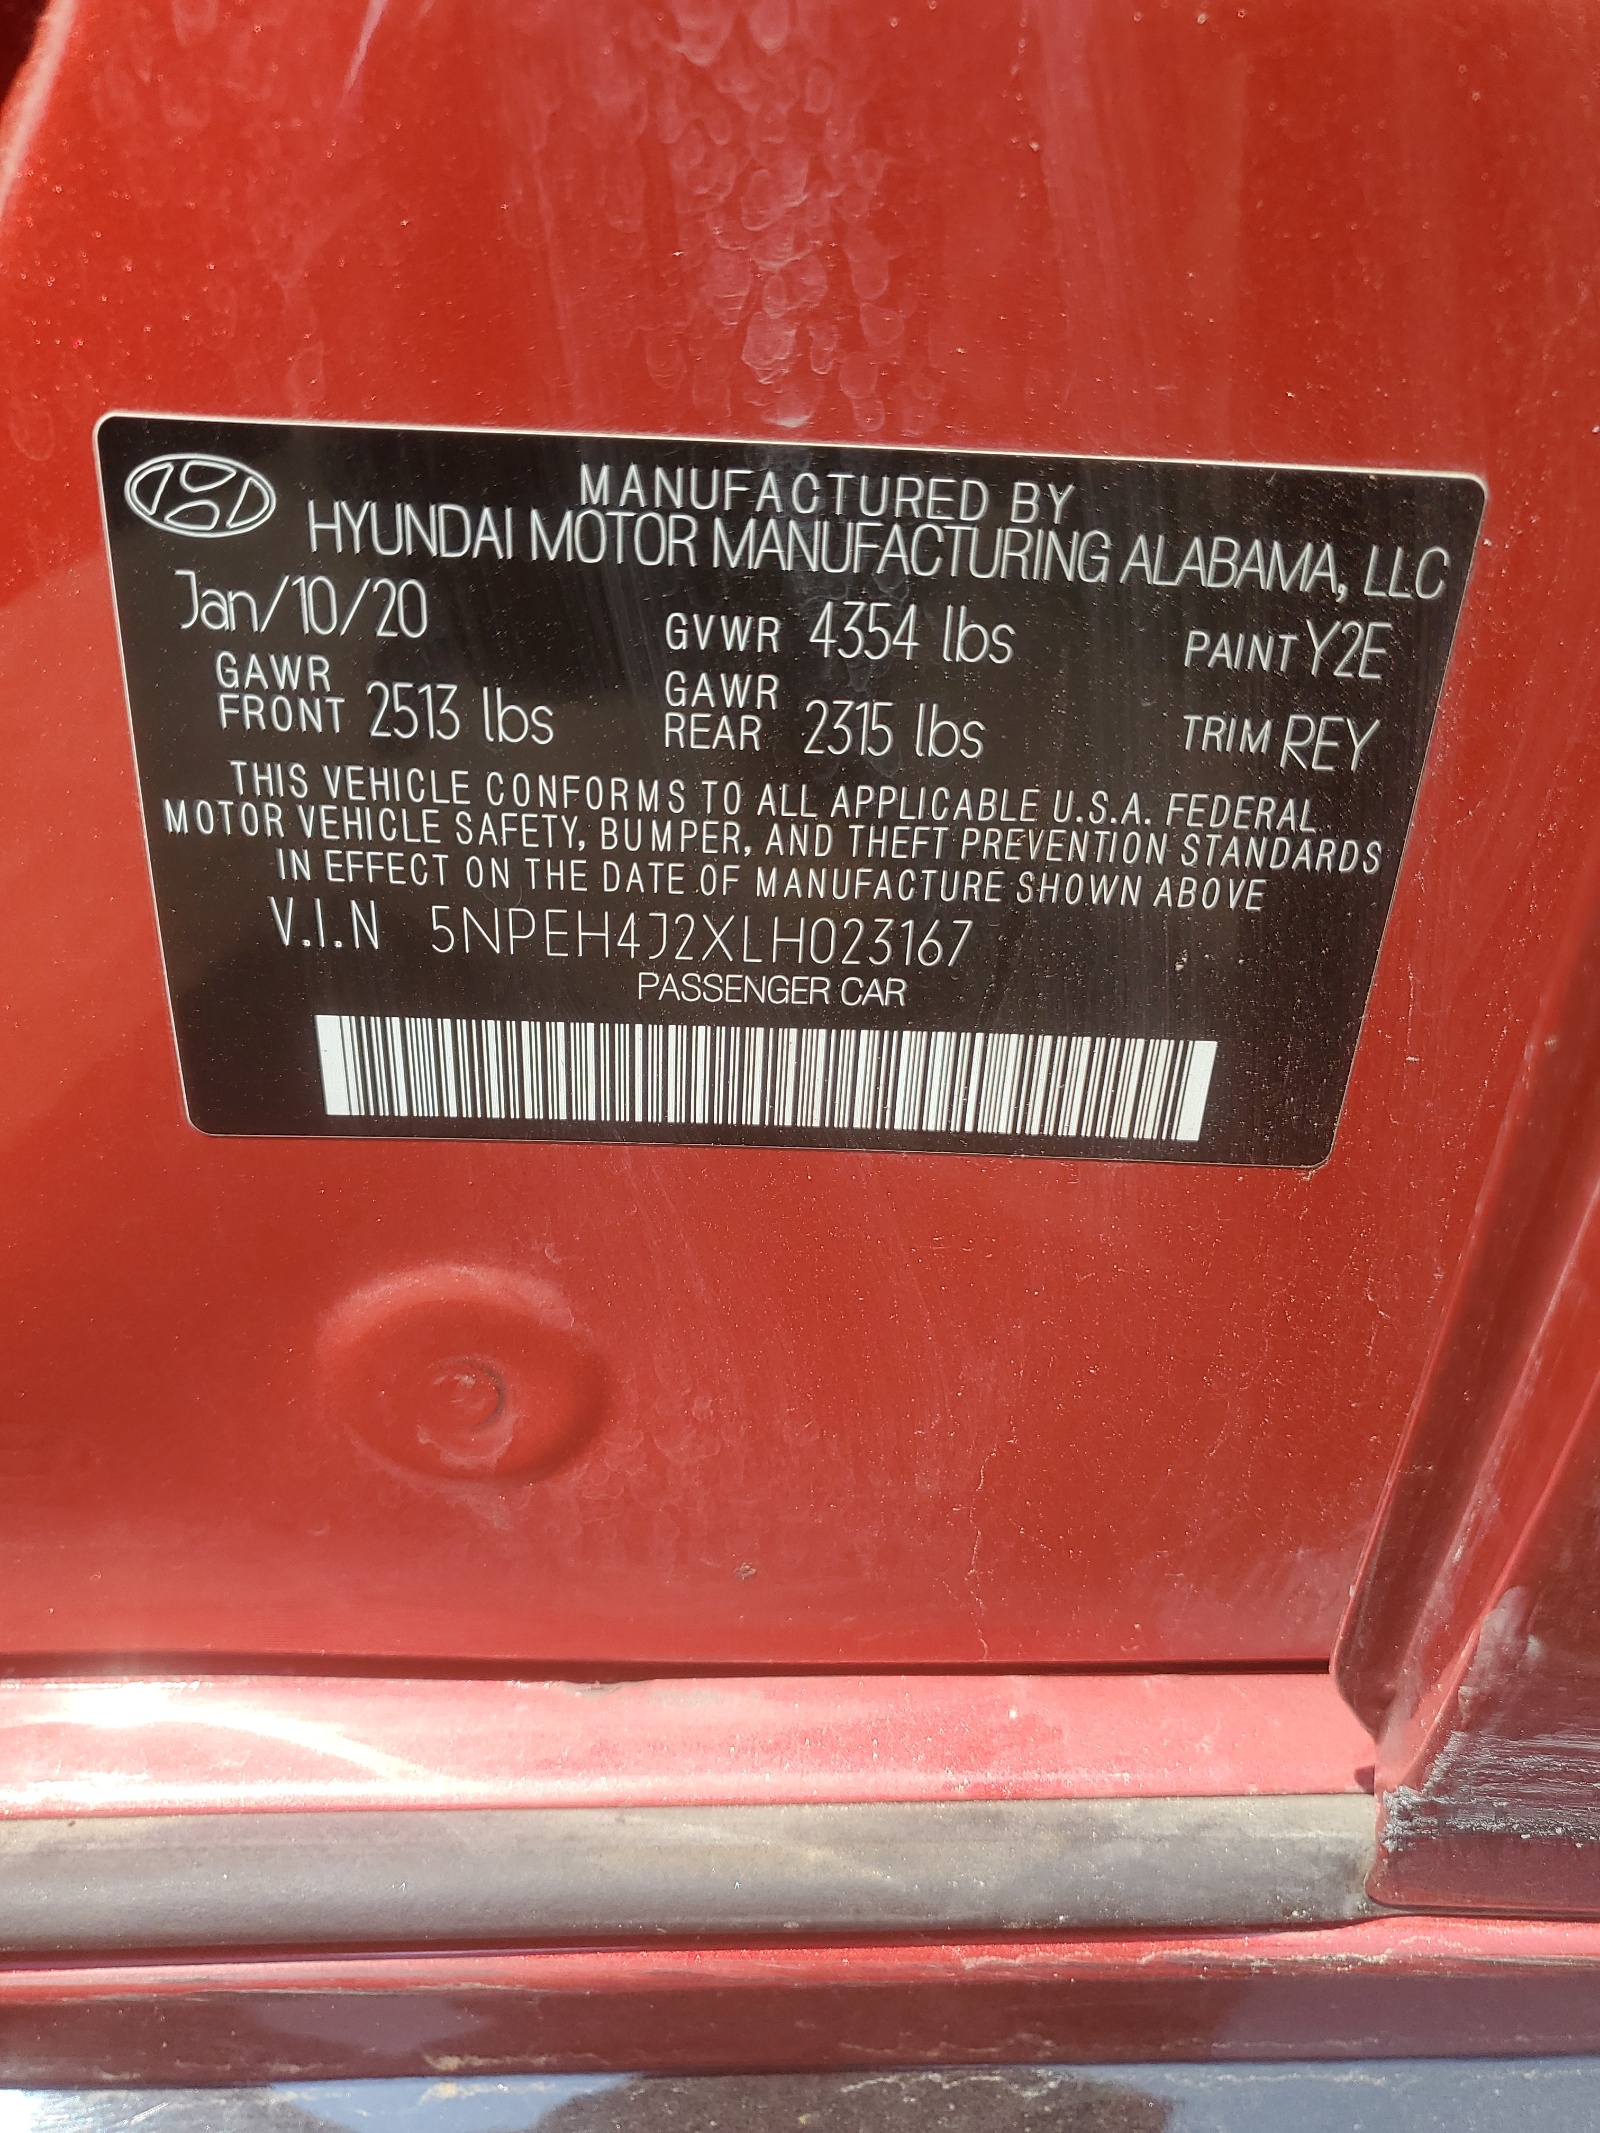 MANUFACTURED BY
HYUNDAI MOTOR MANUFACTURING ALABAMA, LLC
Jan/10/20 GVWR 4354 lbs PAINT Y2E
GAWR FRONT 2513 lbs GAWR REAR 2315 lbs TRIM REY
THIS VEHICLE CONFORMS TO ALL APPLICABLE U.S.A. FEDERAL
MOTOR VEHICLE SAFETY, BUMPER, AND THEFT PREVENTION STANDARDS
IN EFFECT ON THE DATE OF MANUFACTURE SHOWN ABOVE
V.I.N 5NPEH4J2XLH023167
PASSENGER CAR